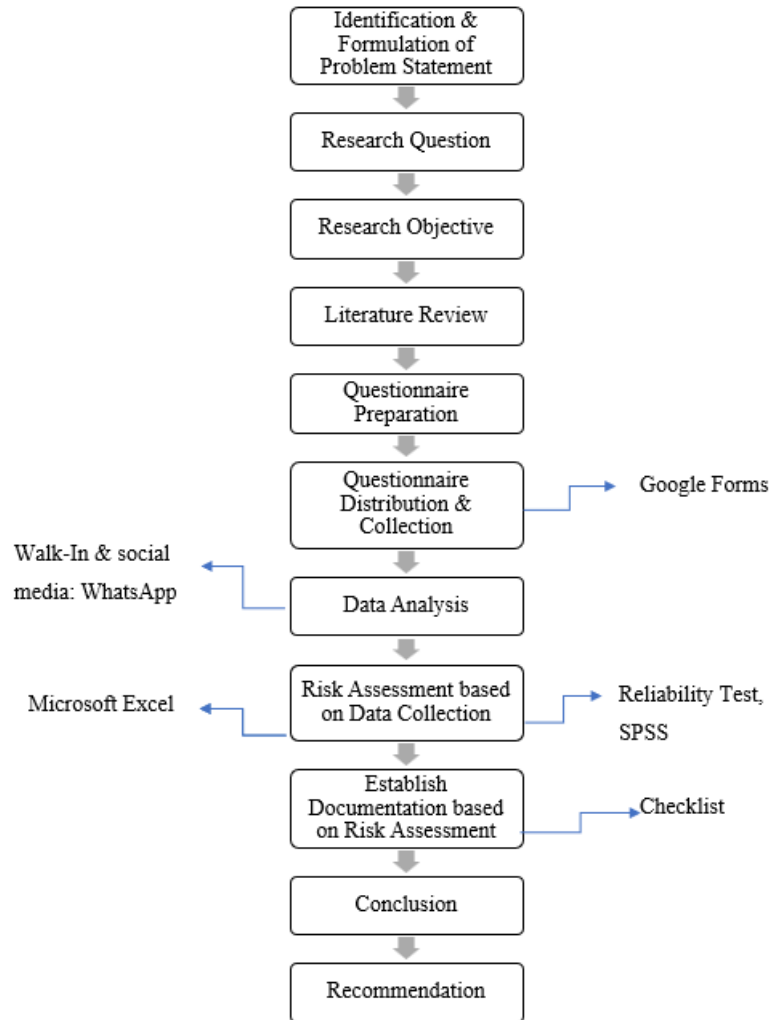 Identification &
Formulation of
Problem Statement
Research Question
Research Objective
Literature Review
Questionnaire
Preparation
Questionnaire
Distribution &
Collection
Google Forms
Walk-In & social
media: WhatsApp
Data Analysis
Risk Assessment based
on Data Collection
Microsoft Excel
Reliability Test,
SPSS
Establish
Documentation based
on Risk Assessment
Checklist
Conclusion
Recommendation